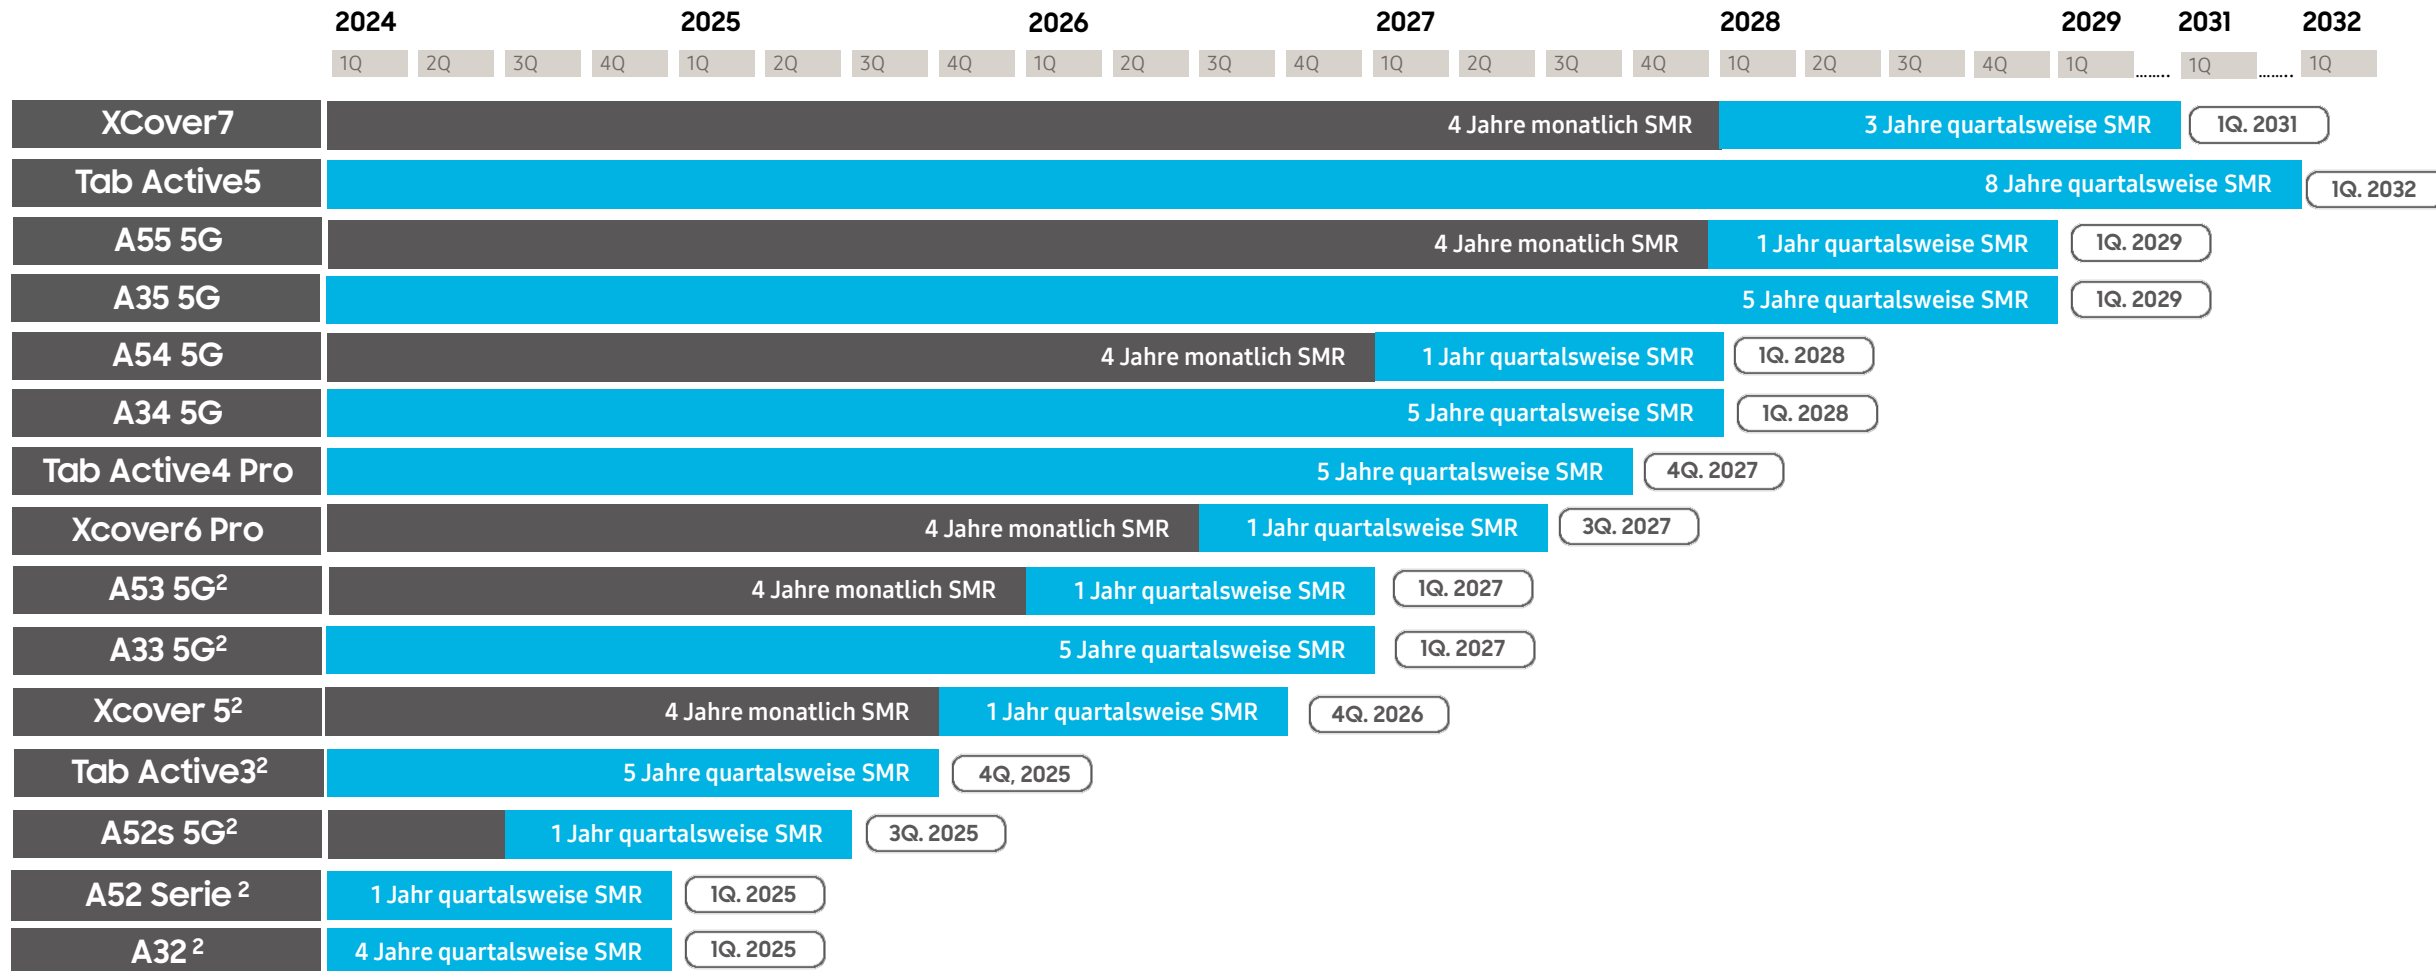 2024 2025 2026 2027 2028 2029 2031 2032
1Q 2Q 3Q 4Q 1Q 2Q 3Q 4Q 1Q 2Q 3Q 4Q 1Q 2Q 3Q 4Q 1Q 2Q 3Q 4Q 1Q ........ 1Q ........ 1Q
XCover7 4 Jahre monatlich SMR 3 Jahre quartalsweise SMR 1Q. 2031
Tab Active5 8 Jahre quartalsweise SMR 1Q. 2032
A55 5G 4 Jahre monatlich SMR 1 Jahr quartalsweise SMR 1Q. 2029
A35 5G 5 Jahre quartalsweise SMR 1Q. 2029
A54 5G 4 Jahre monatlich SMR 1 Jahr quartalsweise SMR 1Q. 2028
A34 5G 5 Jahre quartalsweise SMR 1Q. 2028
Tab Active4 Pro 5 Jahre quartalsweise SMR 4Q. 2027
Xcover6 Pro 4 Jahre monatlich SMR 1 Jahr quartalsweise SMR 3Q. 2027
A53 5G² 4 Jahre monatlich SMR 1 Jahr quartalsweise SMR 1Q. 2027
A33 5G² 5 Jahre quartalsweise SMR 1Q. 2027
Xcover 5² 4 Jahre monatlich SMR 1 Jahr quartalsweise SMR 4Q. 2026
Tab Active3² 5 Jahre quartalsweise SMR 4Q, 2025
A52s 5G² 1 Jahr quartalsweise SMR 3Q. 2025
A52 Serie ² 1 Jahr quartalsweise SMR 1Q. 2025
A32 ² 4 Jahre quartalsweise SMR 1Q. 2025